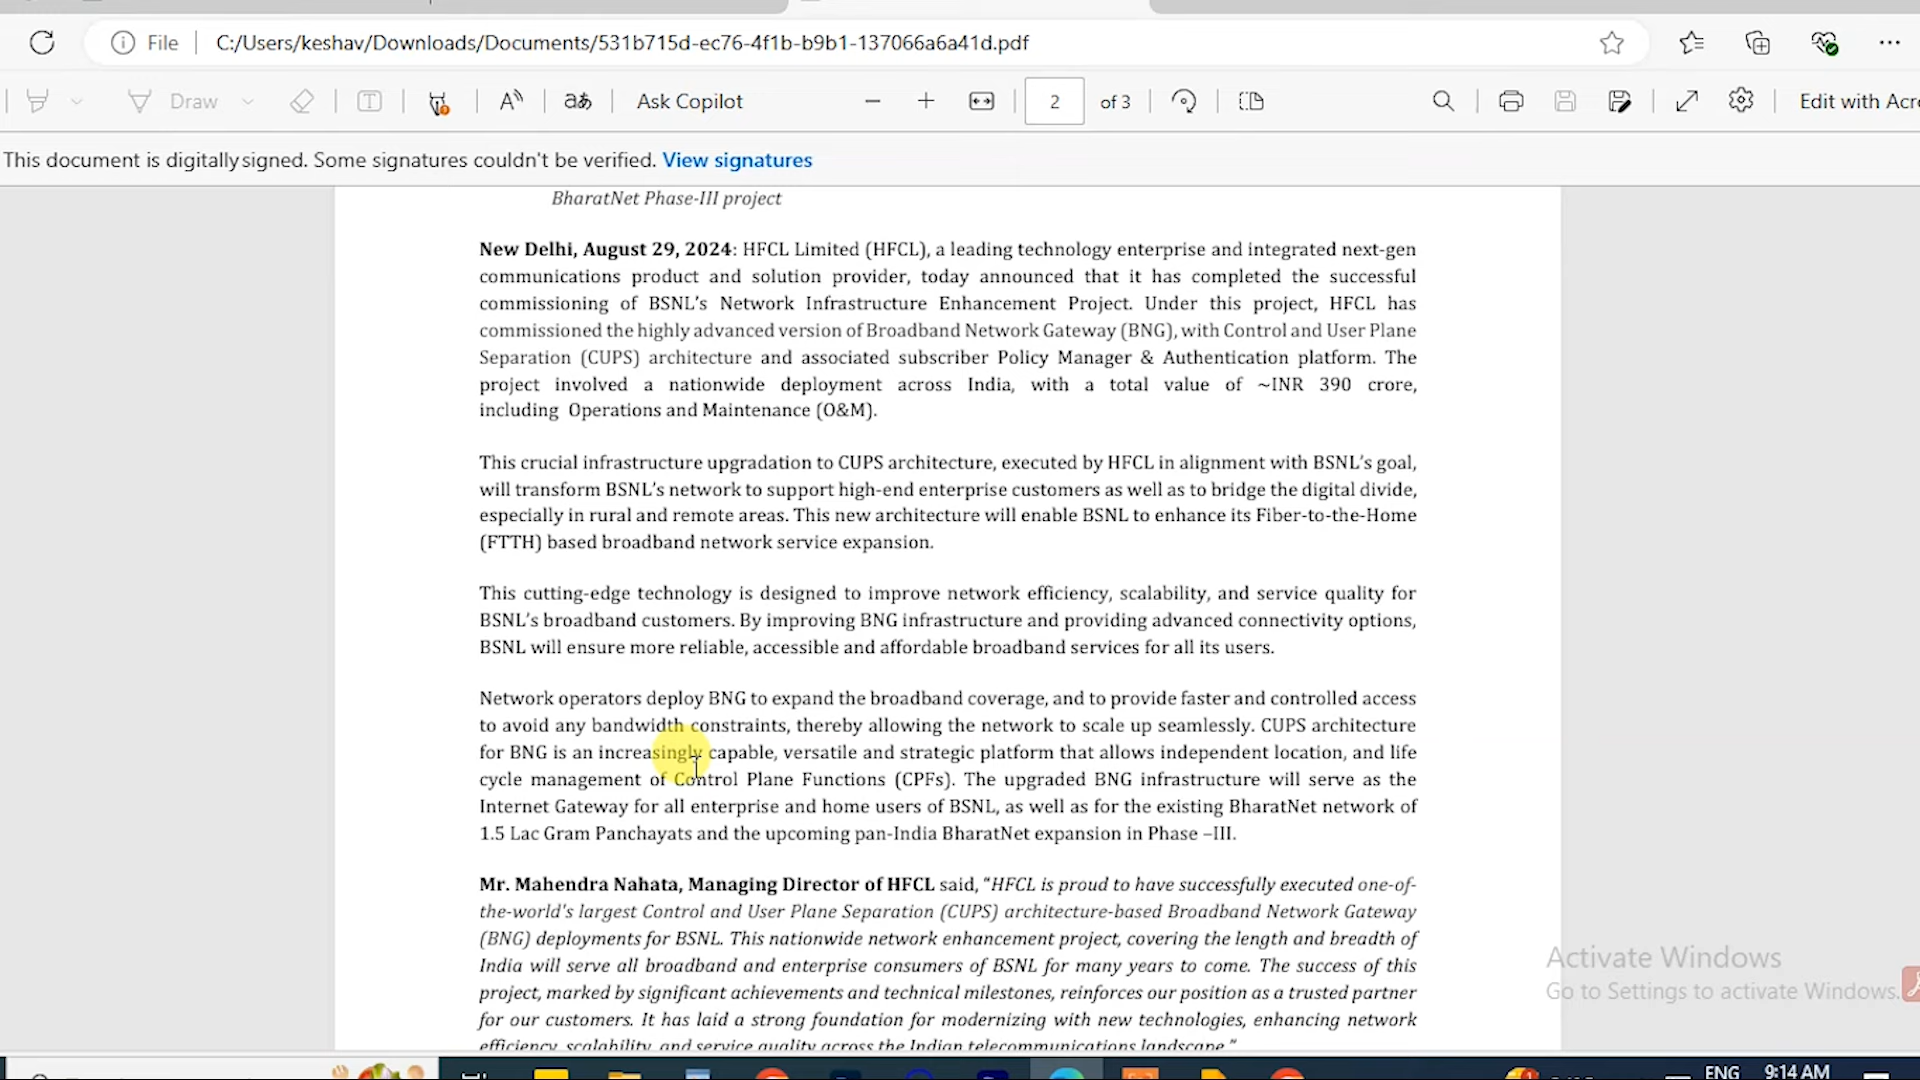 File C:/Users/keshav/Downloads/Documents/531b715d-ec76-4f1b-b9b1-137066a6a41d.pdf
Draw T A» aあ Ask Copilot 2 of 3 Edit with Acr
This document is digitally signed. Some signatures couldn't be verified. View signatures
BharatNet Phase-III project
New Delhi, August 29, 2024: HFCL Limited (HFCL), a leading technology enterprise and integrated next-gen
communications product and solution provider, today announced that it has completed the successful
commissioning of BSNL's Network Infrastructure Enhancement Project. Under this project, HFCL has
commissioned the highly advanced version of Broadband Network Gateway (BNG), with Control and User Plane
Separation (CUPS) architecture and associated subscriber Policy Manager & Authentication platform. The
project involved a nationwide deployment across India, with a total value of ~INR 390 crore,
including Operations and Maintenance (O&M).
This crucial infrastructure upgradation to CUPS architecture, executed by HFCL in alignment with BSNL's goal,
will transform BSNL's network to support high-end enterprise customers as well as to bridge the digital divide,
especially in rural and remote areas. This new architecture will enable BSNL to enhance its Fiber-to-the-Home
(FTTH) based broadband network service expansion.
This cutting-edge technology is designed to improve network efficiency, scalability, and service quality for
BSNL's broadband customers. By improving BNG infrastructure and providing advanced connectivity options,
BSNL will ensure more reliable, accessible and affordable broadband services for all its users.
Network operators deploy BNG to expand the broadband coverage, and to provide faster and controlled access
to avoid any bandwidth constraints, thereby allowing the network to scale up seamlessly. CUPS architecture
for BNG is an increasingly capable, versatile and strategic platform that allows independent location, and life
cycle management of Control Plane Functions (CPFs). The upgraded BNG infrastructure will serve as the
Internet Gateway for all enterprise and home users of BSNL, as well as for the existing BharatNet network of
1.5 Lac Gram Panchayats and the upcoming pan-India BharatNet expansion in Phase –III.
Mr. Mahendra Nahata, Managing Director of HFCL said, "HFCL is proud to have successfully executed one-of-
the-world's largest Control and User Plane Separation (CUPS) architecture-based Broadband Network Gateway
(BNG) deployments for BSNL. This nationwide network enhancement project, covering the length and breadth of
India will serve all broadband and enterprise consumers of BSNL for many years to come. The success of this
project, marked by significant achievements and technical milestones, reinforces our position as a trusted partner
for our customers. It has laid a strong foundation for modernizing with new technologies, enhancing network
efficiency, scalability, and service quality across the Indian telecommunications landscape."
Activate Windows
Go to Settings to activate Windows.
ENG 9:14 AM